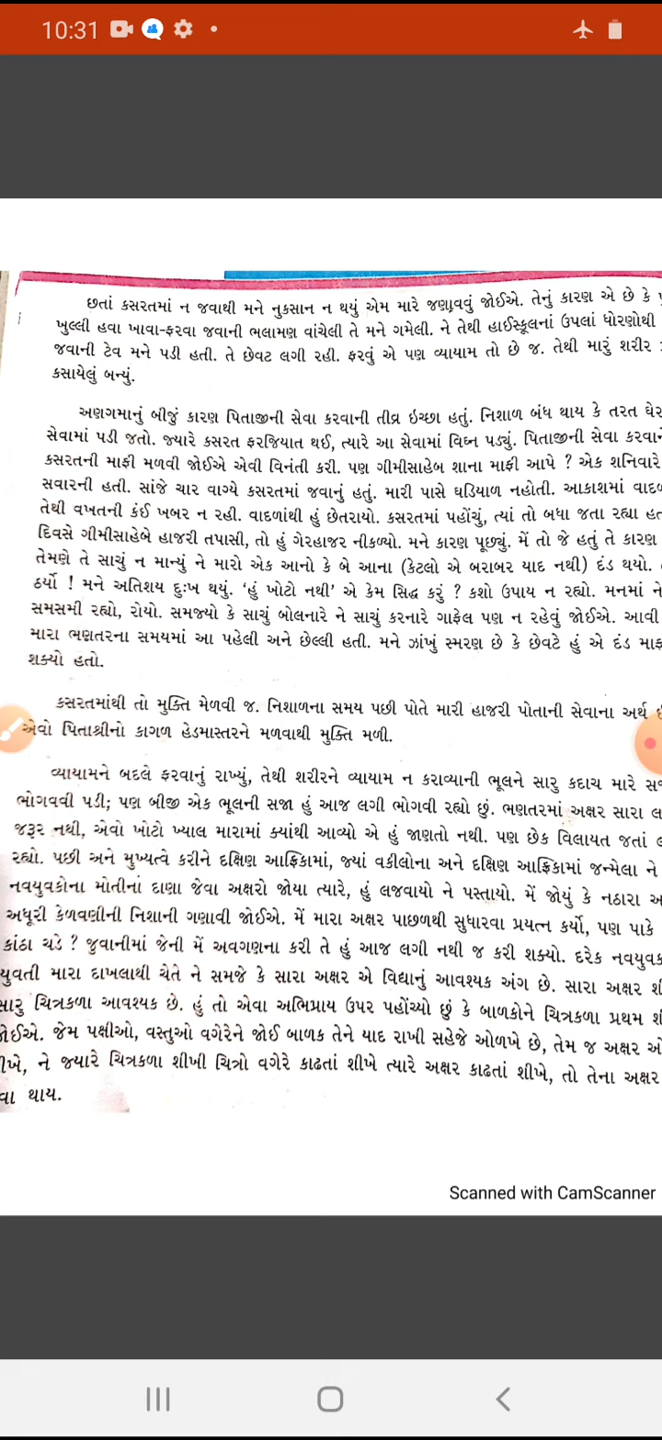 10:31
છતાં કસરતમાં ન જવાથી મને નુકસાન ન થયું એમ મારે જણાવવું જોઈએ. તેનું કારણ એ છે કે
ખુલ્લી હવા ખાવા-ફરવા જવાની ભલામણ વાંચેલી તે મને ગમેલી. ને તેથી હાઈસ્કૂલનાં ઉપલાં ધોરણોથી
જવાની ટેવ મને પડી હતી. તે છેવટ લગી રહી. ફરવું એ પણ વ્યાયામ તો છે જ. તેથી મારું શરીર
કસાયેલું બન્યું.
અણગમાનું બીજું કારણ પિતાજીની સેવા કરવાની તીવ્ર ઇચ્છા હતું. નિશાળ બંધ થાય કે તરત ઘેર
સેવામાં પડી જતો. જ્યારે કસરત ફરજિયાત થઈ, ત્યારે આ સેવામાં વિઘ્ન પડ્યું. પિતાજીની સેવા કરવા
કસરતની માફી મળવી જોઈએ એવી વિનંતી કરી. પણ ગીમીસાહેબ શાના માફી આપે ? એક શનિવારે
સવારની હતી. સાંજે ચાર વાગ્યે કસરતમાં જવાનું હતું. મારી પાસે ઘડિયાળ નહોતી. આકાશમાં વાદળ
તેથી વખતની કંઈ ખબર ન રહી. વાદળાંથી હું છેતરાયો. કસરતમાં પહોંચું, ત્યાં તો બધા જતા રહ્યા હત
દિવસે ગીમીસાહેબે હાજરી તપાસી, તો હું ગેરહાજર નીકળ્યો. મને કારણ પૂછ્યું. મેં તો જે હતું તે કારણ
તેમણે તે સાચું ન માન્યું ને મારો એક આનો કે બે આના (કેટલો એ બરાબર યાદ નથી) દંડ થયો.
ઠર્યો ! મને અતિશય દુઃખ થયું. ‘હું ખોટો નથી’ એ કેમ સિદ્ધ કરું ? કશો ઉપાય ન રહ્યો. મનમાં ને
સમસમી રહ્યો, રોયો. સમજ્યો કે સાચું બોલનારે ને સાચું કરનારે ગાફેલ પણ ન રહેવું જોઈએ. આવી
મારા ભણતરના સમયમાં આ પહેલી અને છેલ્લી હતી. મને ઝાંખું સ્મરણ છે કે છેવટે હું એ દંડ માફ
શક્યો હતો.
કસરતમાંથી તો મુક્તિ મેળવી જ. નિશાળના સમય પછી પોતે મારી હાજરી પોતાની સેવાના અર્થે
એવો પિતાશ્રીનો કાગળ હેડમાસ્તરને મળવાથી મુક્તિ મળી.
વ્યાયામને બદલે ફરવાનું રાખ્યું, તેથી શરીરને વ્યાયામ ન કરાવ્યાની ભૂલને સારુ કદાચ મારે સ
ભોગવવી પડી; પણ બીજી એક ભૂલની સજા હું આજ લગી ભોગવી રહ્યો છું. ભણતરમાં અક્ષર સારા લ
જરૂર નથી, એવો ખોટો ખ્યાલ મારામાં ક્યાંથી આવ્યો એ હું જાણતો નથી. પણ છેક વિલાયત જતાં લ
રહ્યો. પછી અને મુખ્યત્વે કરીને દક્ષિણ આફ્રિકામાં, જ્યાં વકીલોના અને દક્ષિણ આફ્રિકામાં જન્મેલા ને
નવયુવકોના મોતીનાં દાણા જેવા અક્ષરો જોયા ત્યારે, હું લજવાયો ને પસ્તાયો. મેં જોયું કે નઠારા અ
અધૂરી કેળવણીની નિશાની ગણાવી જોઈએ. મેં મારા અક્ષર પાછળથી સુધારવા પ્રયત્ન કર્યો, પણ પાકે
કાંઠા ચડે ? જુવાનીમાં જેની મેં અવગણના કરી તે હું આજ લગી નથી જ કરી શક્યો. દરેક નવયુવક
યુવતી મારા દાખલાથી ચેતે ને સમજે કે સારા અક્ષર એ વિદ્યાનું આવશ્યક અંગ છે. સારા અક્ષર શી
સારુ ચિત્રકળા આવશ્યક છે. હું તો એવા અભિપ્રાય ઉપર પહોંચ્યો છું કે બાળકોને ચિત્રકળા પ્રથમ શ
જોઈએ. જેમ પક્ષીઓ, વસ્તુઓ વગેરેને જોઈ બાળક તેને યાદ રાખી સહેજે ઓળખે છે, તેમ જ અક્ષર ઓ
ીખે, ને જ્યારે ચિત્રકળા શીખી ચિત્રો વગેરે કાઢતાં શીખે ત્યારે અક્ષર કાઢતાં શીખે, તો તેના અક્ષર
વા થાય.
Scanned with CamScanner